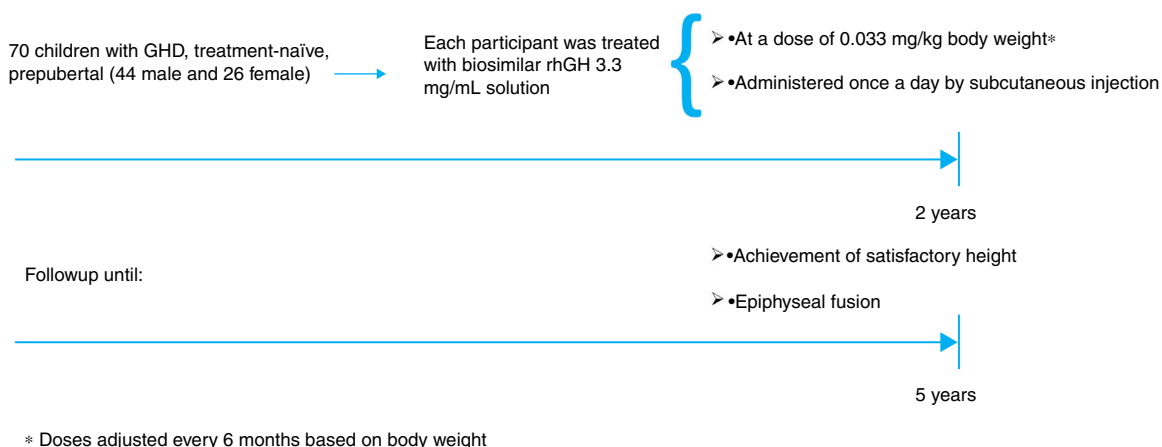 70 children with GHD, treatment-naïve,
prepubertal (44 male and 26 female)
Each participant was treated
with biosimilar rhGH 3.3
mg/mL solution
➢•At a dose of 0.033 mg/kg body weight*
➢•Administered once a day by subcutaneous injection
2 years
Followup until:
➢•Achievement of satisfactory height
➢•Epiphyseal fusion
5 years
* Doses adjusted every 6 months based on body weight